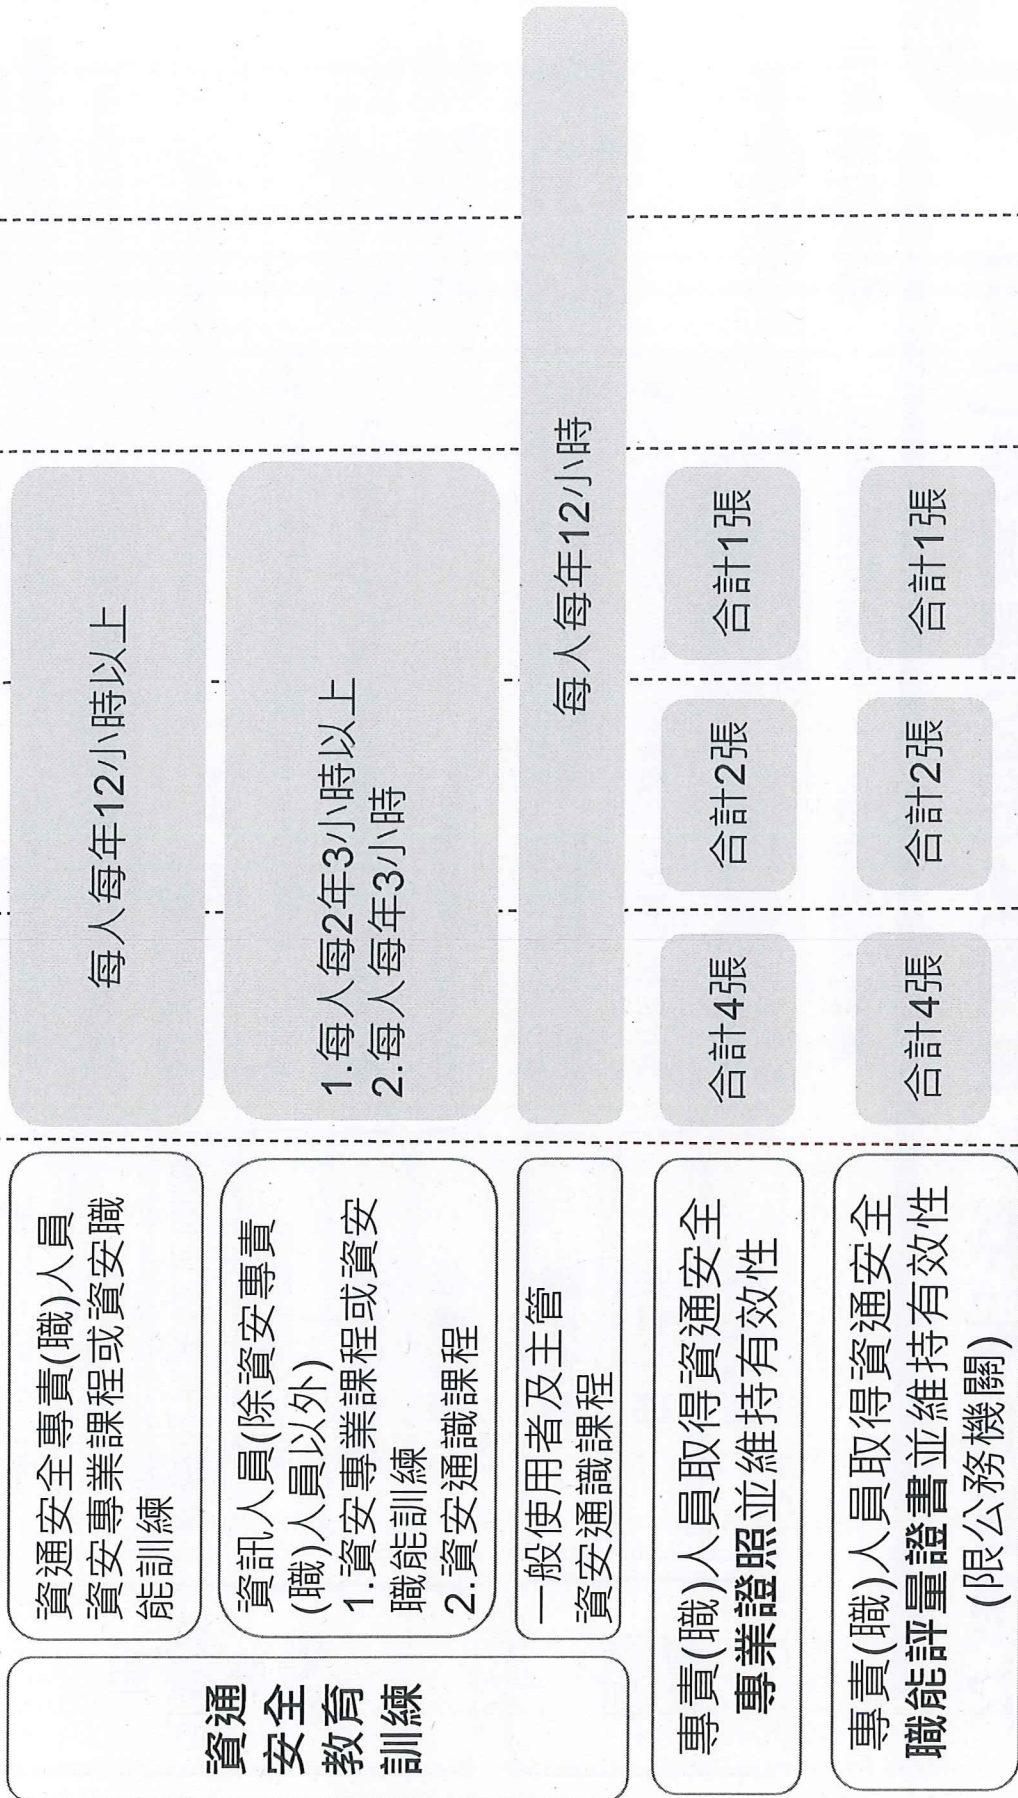 資通
安全
教育
訓練
資通安全專責(職)人員
資安專業課程或資安職
能訓練
每人每年12小時以上
資訊人員(除資安專責
(職)人員以外)
1.資安專業課程或資安
職能訓練
2.資安通識課程
1.每人每2年3小時以上
2.每人每年3小時
一般使用者及主管
資安通識課程
每人每年12小時
專責(職)人員取得資通安全
專業證照並維持有效性
合計4張
合計2張
合計1張
專責(職)人員取得資通安全
職能評量證書並維持有效性
(限公務機關)
合計4張
合計2張
合計1張